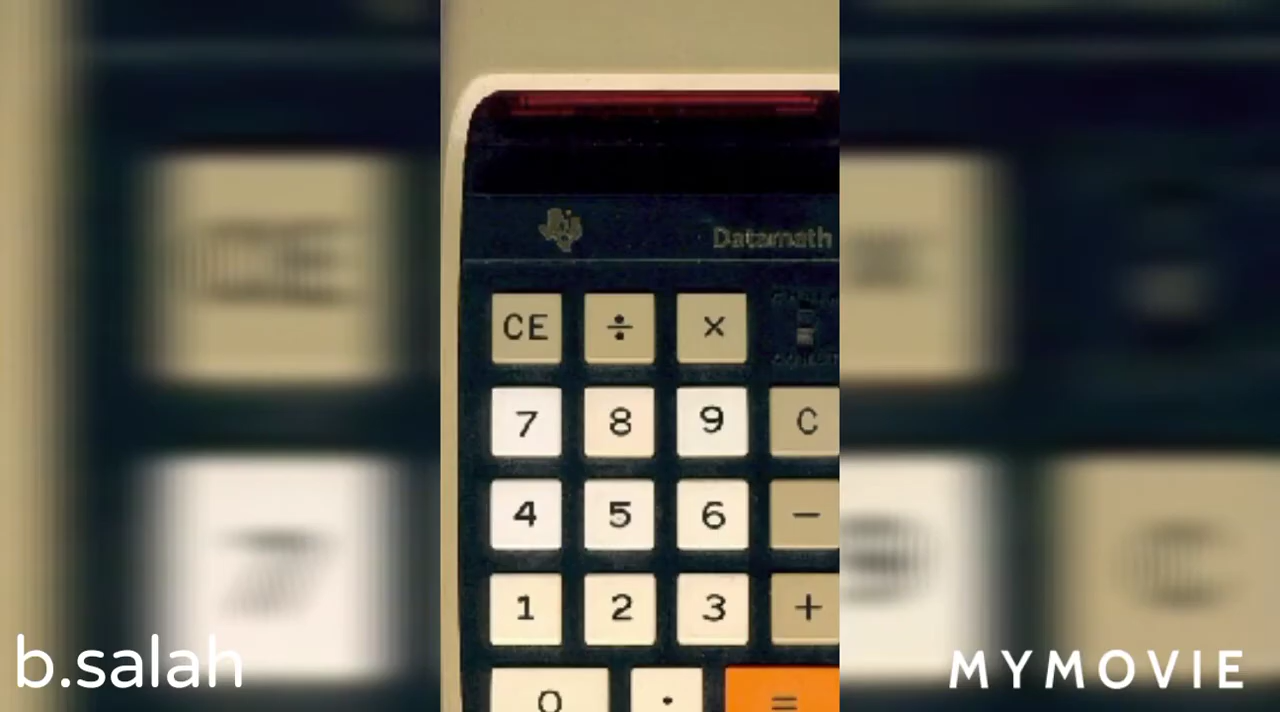 Datamath
CE ÷ ×
7 8 9 C
4 5 6 −
1 2 3 +
0 . =
b.salah
MYMOVIE